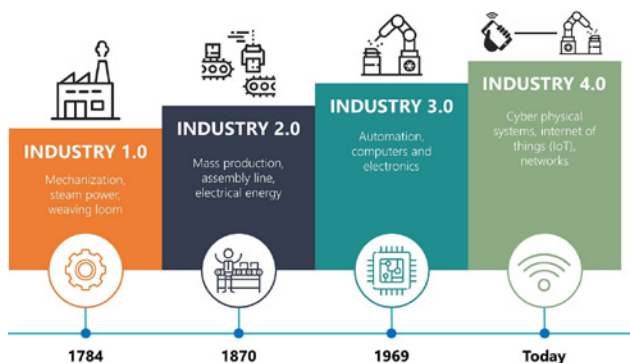 INDUSTRY 1.0
Mechanization,
steam power,
weaving loom
INDUSTRY 2.0
Mass production,
assembly line,
electrical energy
INDUSTRY 3.0
Automation,
computers and
electronics
INDUSTRY 4.0
Cyber physical
systems, internet of
things (IoT),
networks
1784
1870
1969
Today